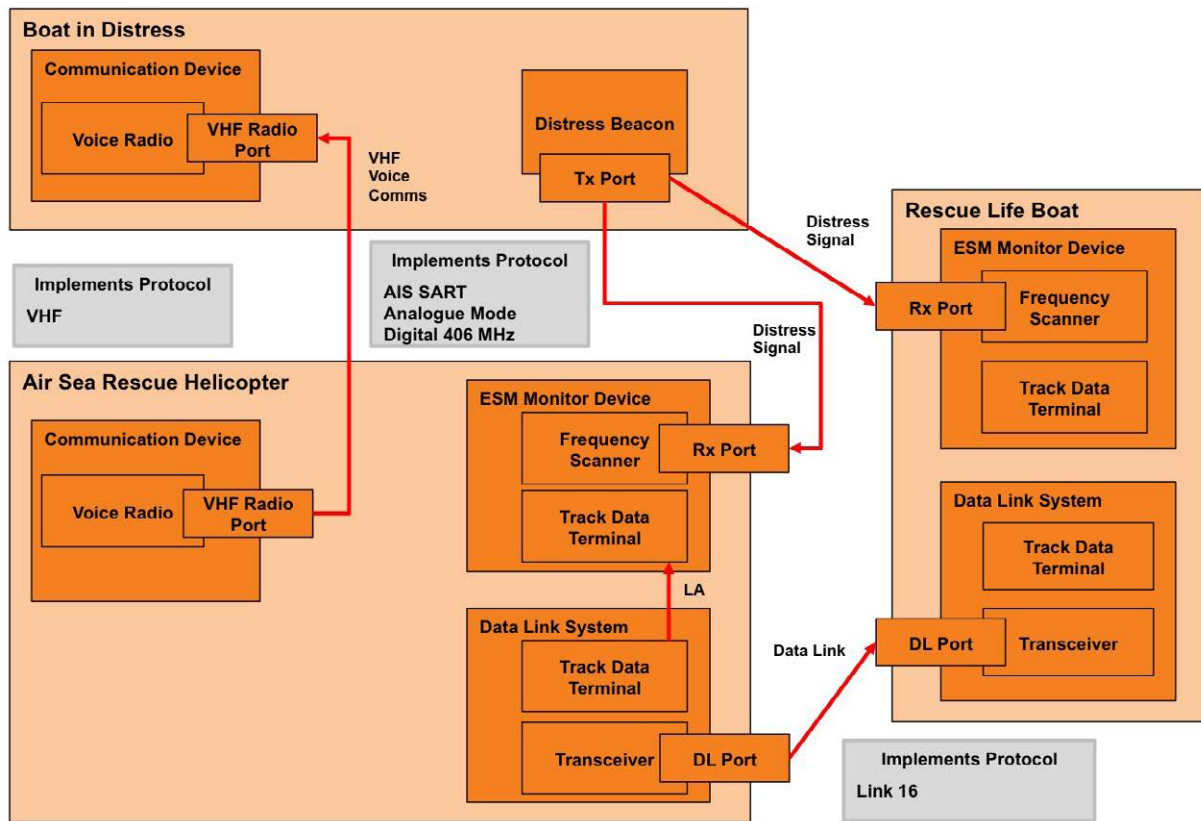 Boat in Distress
Communication Device
Voice Radio
VHF Radio
Port
VHF
Voice
Comms
Distress Beacon
Tx Port
Distress
Signal
Rescue Life Boat
ESM Monitor Device
Rx Port
Frequency
Scanner
Track Data
Terminal
Implements Protocol
VHF
Implements Protocol
AIS SART
Analogue Mode
Digital 406 MHz
Distress
Signal
Air Sea Rescue Helicopter
Communication Device
Voice Radio
VHF Radio
Port
ESM Monitor Device
Frequency
Scanner
Rx Port
Track Data
Terminal
LA
Data Link System
Track Data
Terminal
Transceiver
DL Port
Data Link
Data Link System
Track Data
Terminal
DL Port
Transceiver
Implements Protocol
Link 16